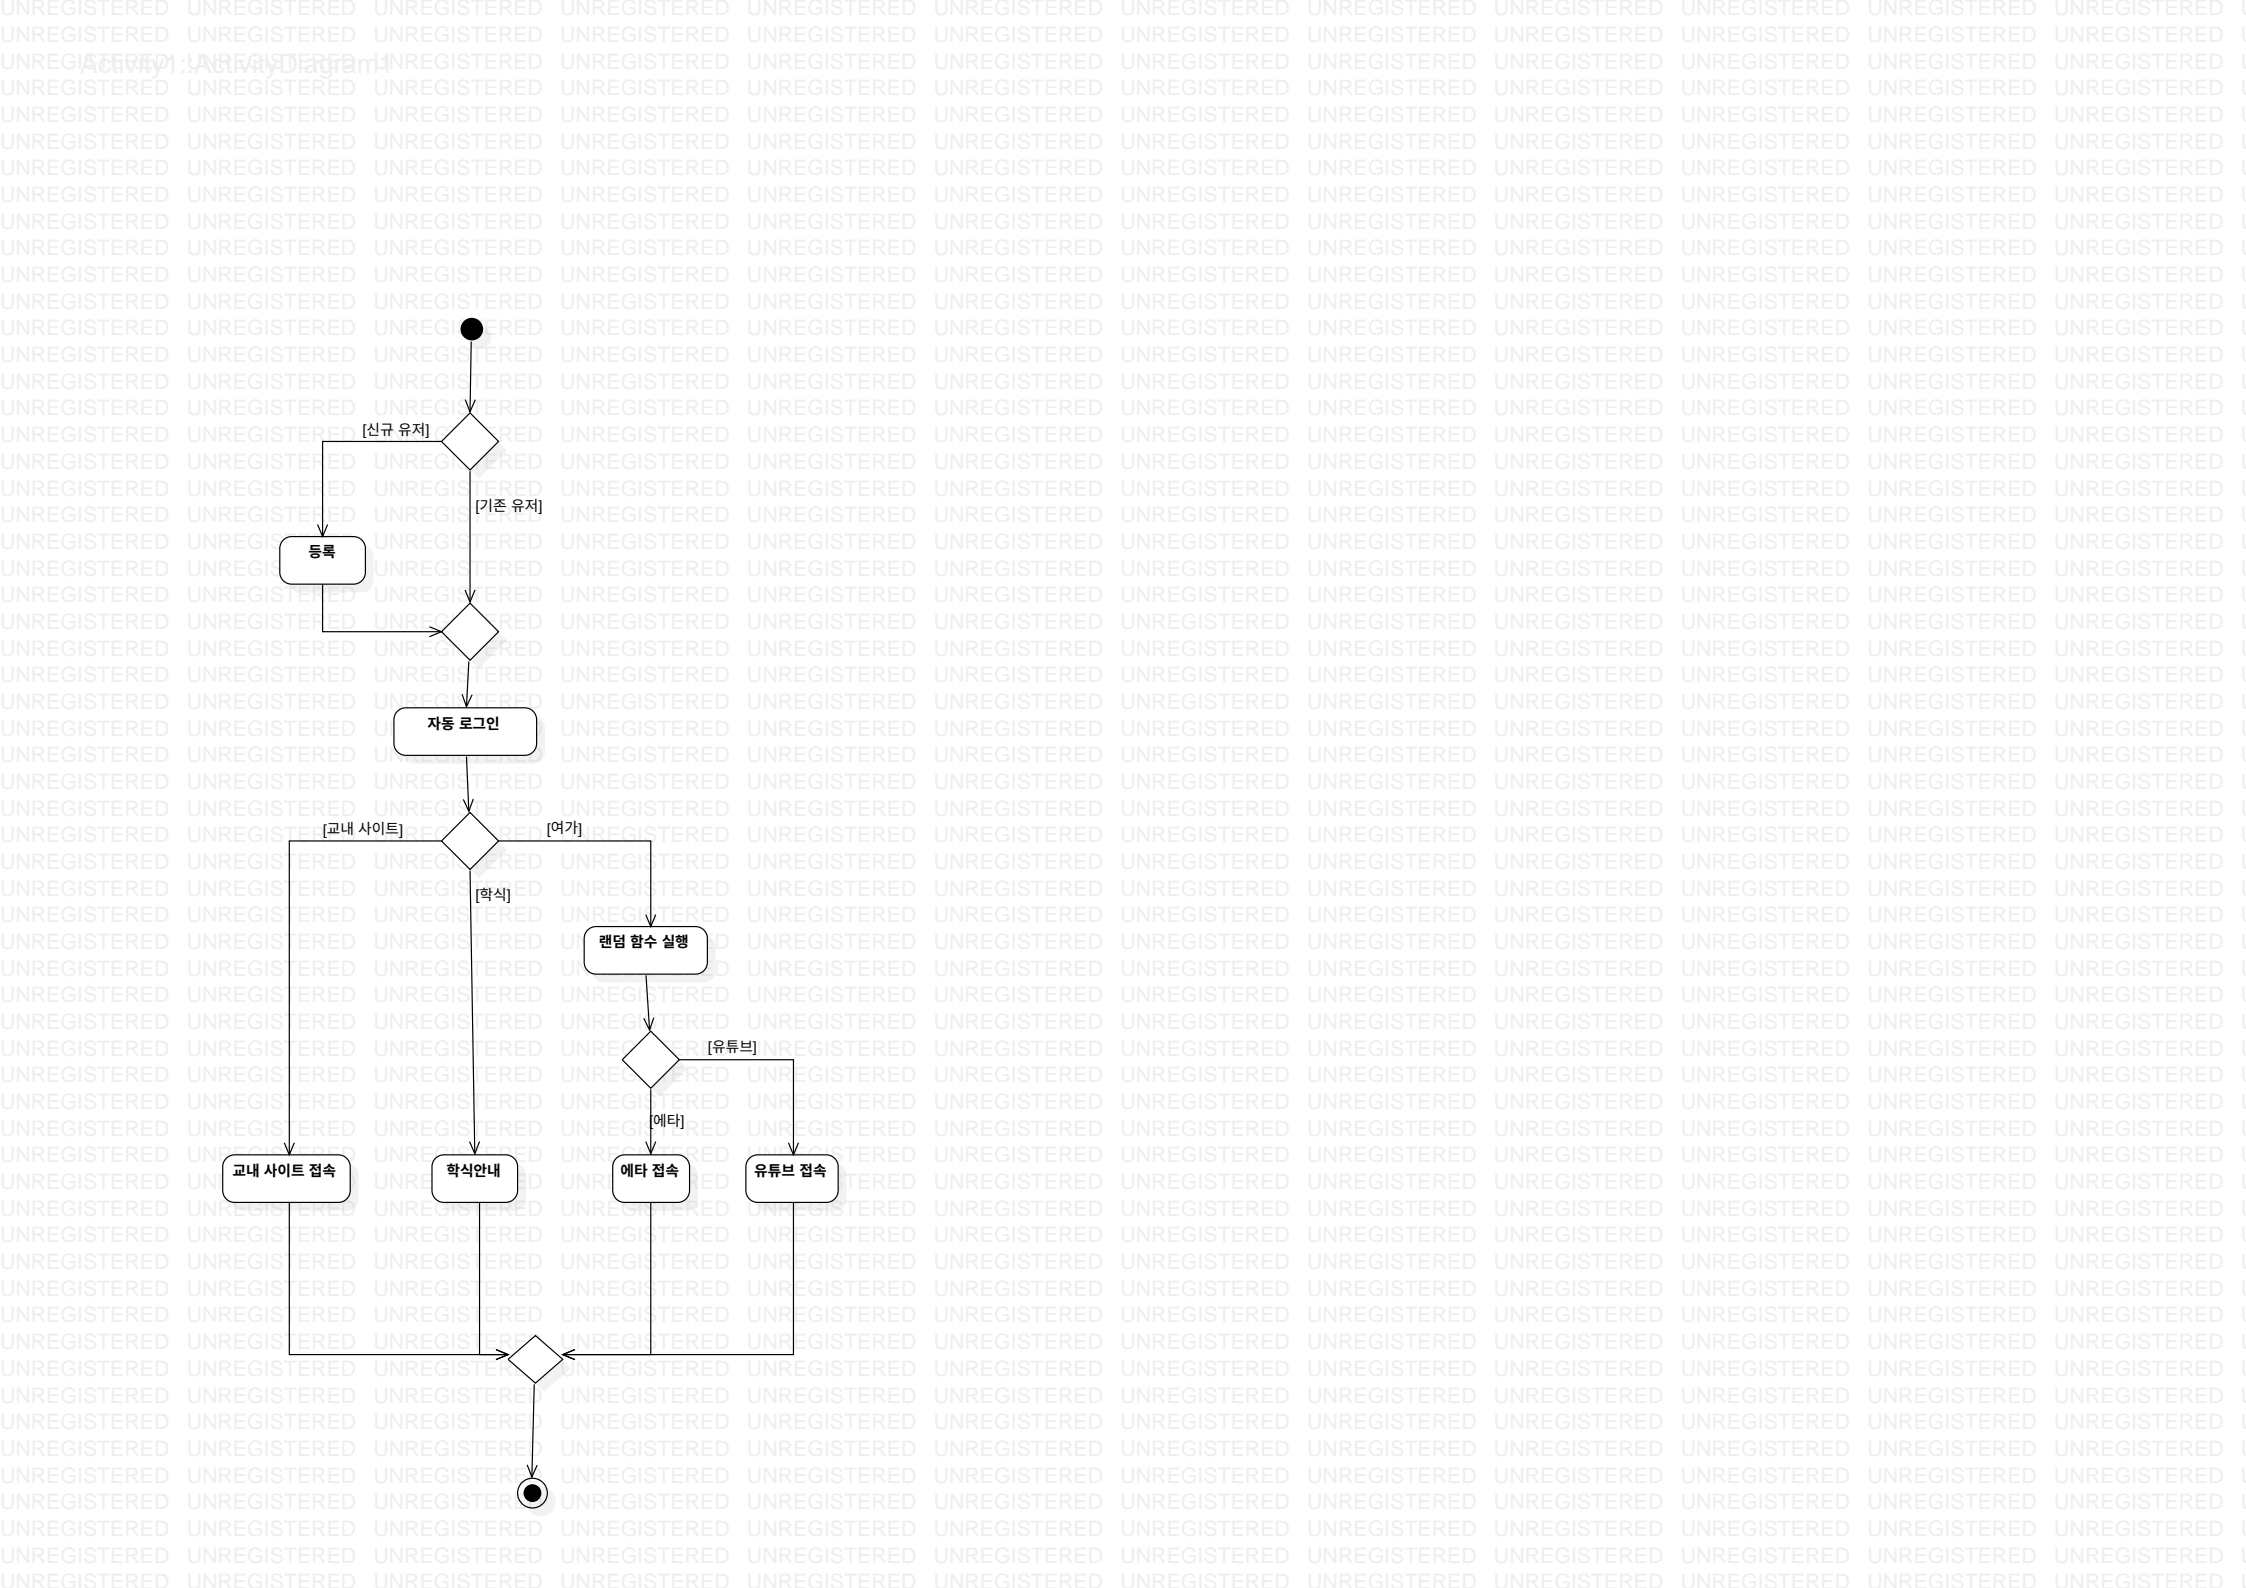 Activity1::ActivityDiagram1
[신규 유저]
[기존 유저]
등록
자동 로그인
[교내 사이트]
[여가]
[학식]
랜덤 함수 실행
[유튜브]
[에타]
교내 사이트 접속
학식안내
에타 접속
유튜브 접속
UNREGISTERED